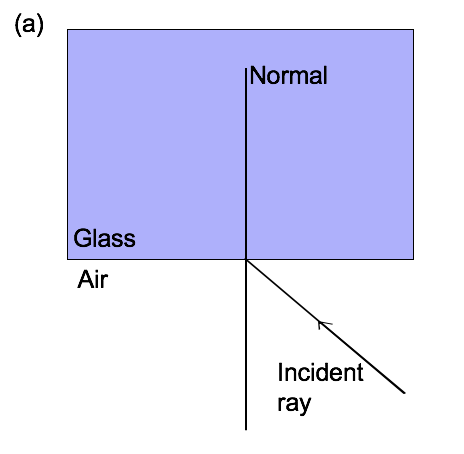 (a)
Normal
Glass
Air
Incident
ray